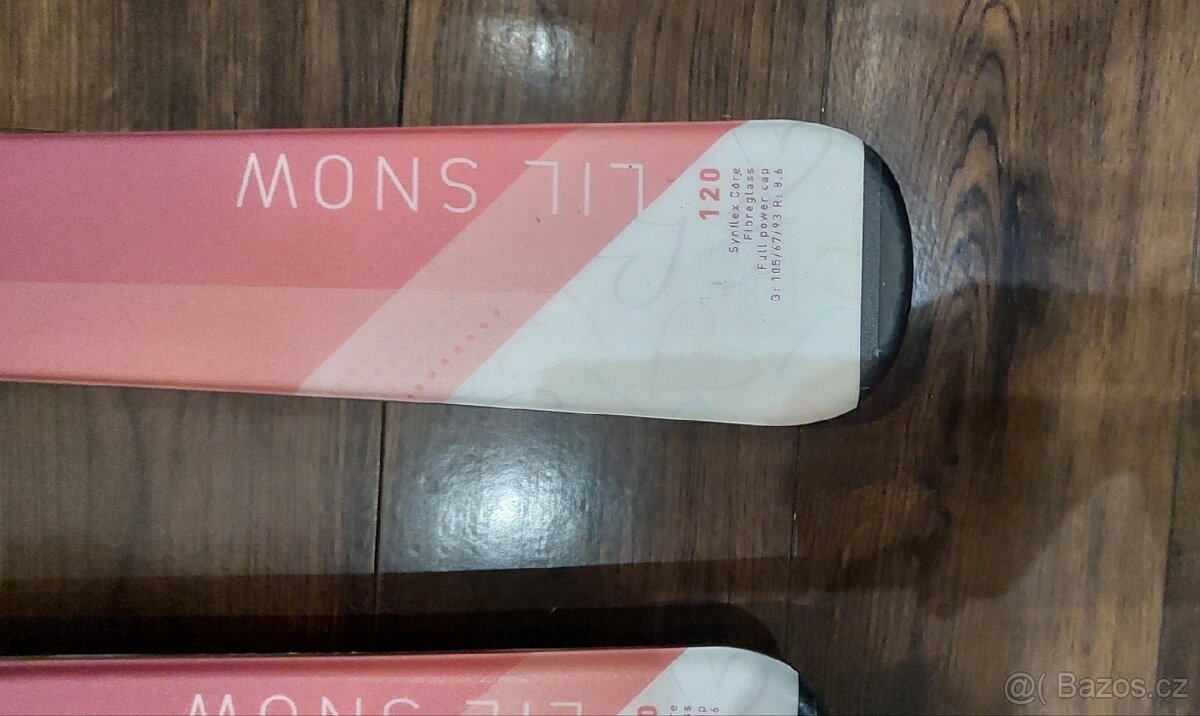 LIL SNOW
120
Synflex Core
Fibreglass
Full power cap
G: 105/67/93 R: 8.6
LIL SNOW
@( Bazos.cz